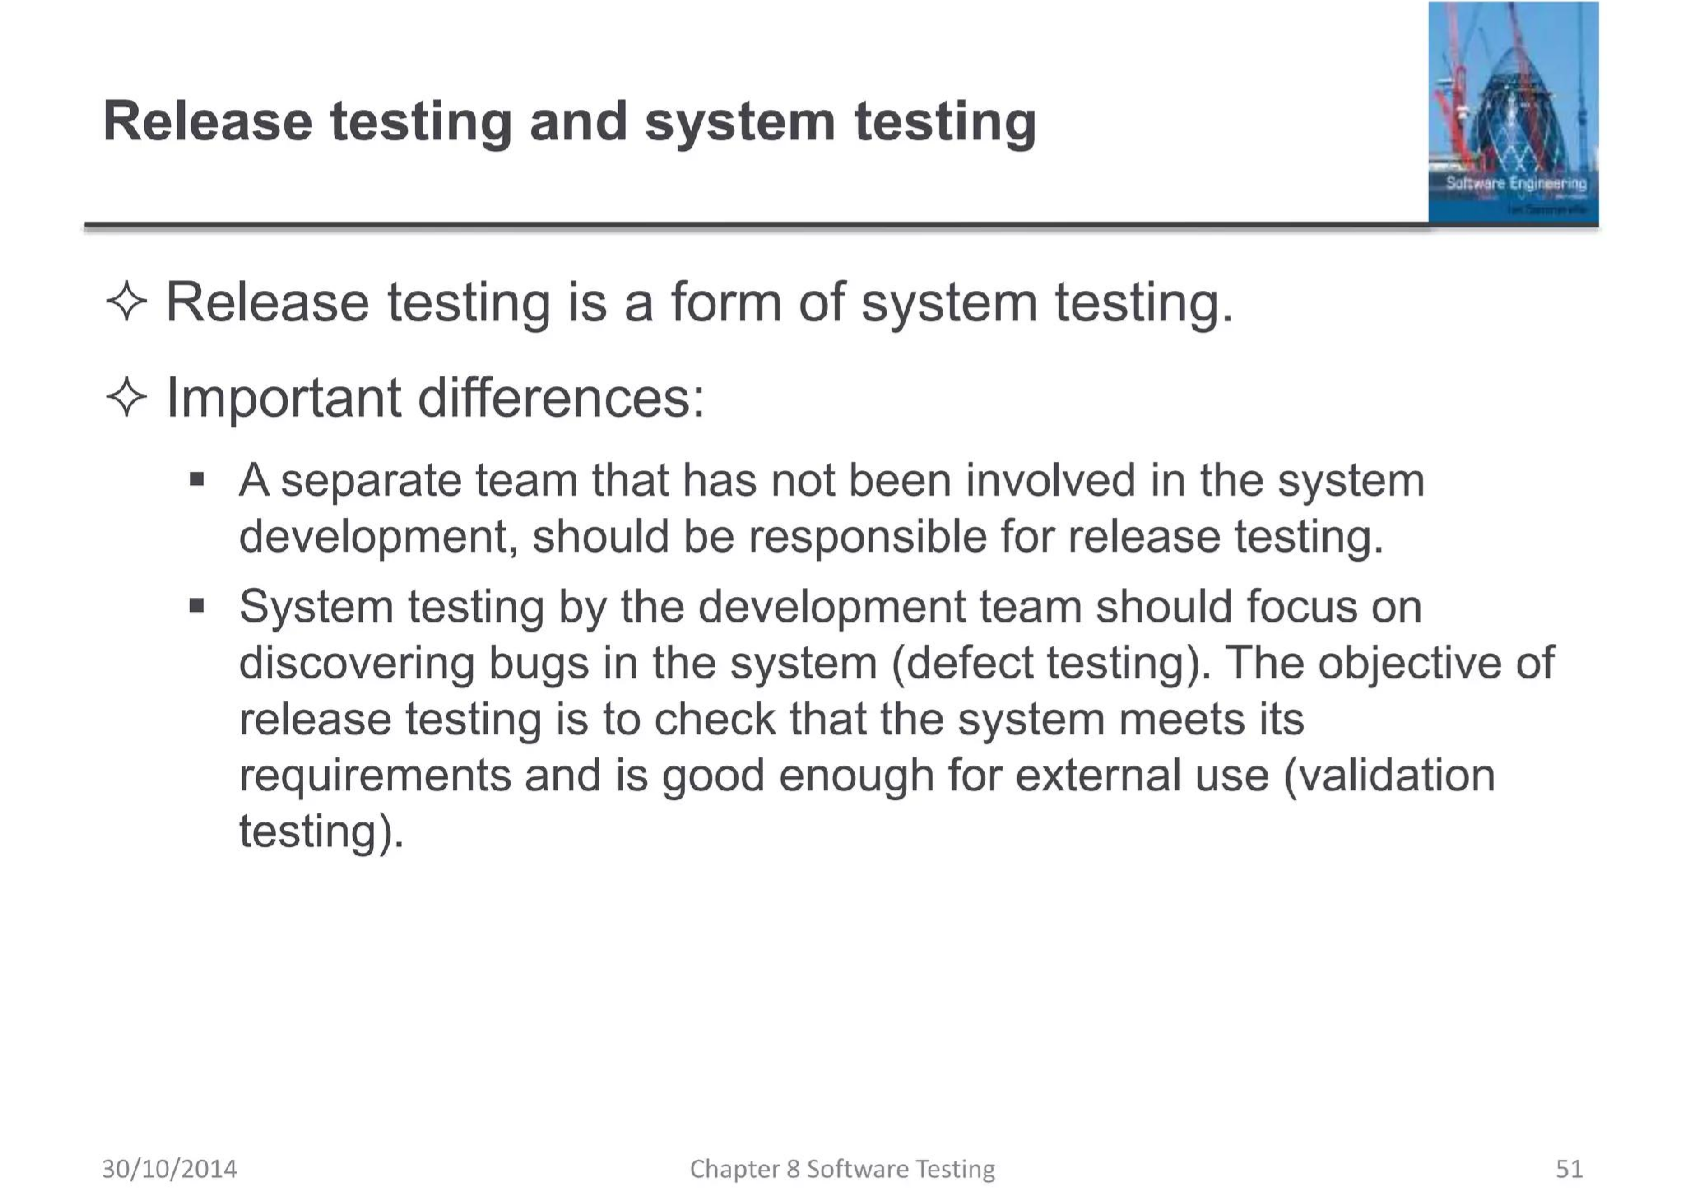 Release testing and system testing
Software Engineering
Ian Sommerville
Release testing is a form of system testing.
Important differences:
A separate team that has not been involved in the system
development, should be responsible for release testing.
System testing by the development team should focus on
discovering bugs in the system (defect testing). The objective of
release testing is to check that the system meets its
requirements and is good enough for external use (validation
testing).
30/10/2014
Chapter 8 Software Testing
51